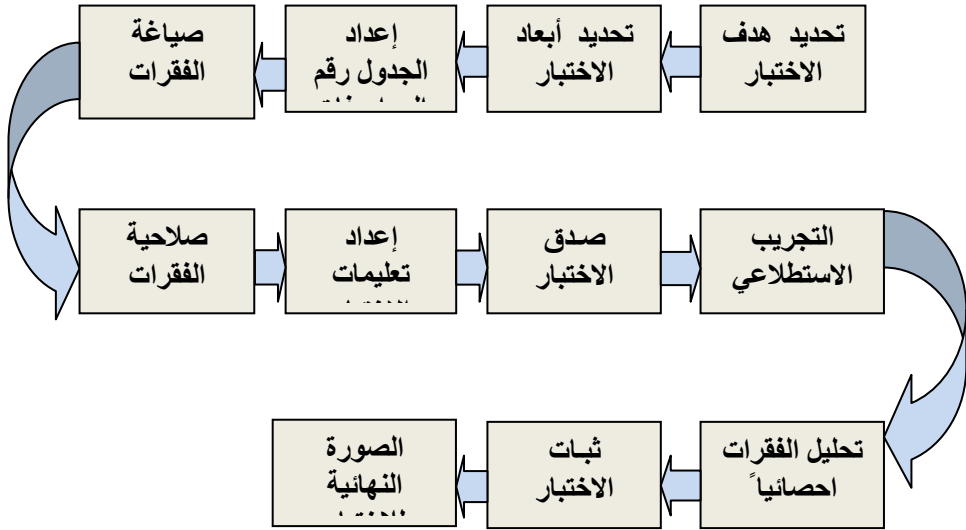 تحديد هدف
الاختبار
تحديد أبعاد
الاختبار
إعداد
الجدول رقم
صياغة
الفقرات
صلاحية
الفقرات
إعداد
تعليمات
صدق
الاختبار
التجريب
الاستطلاعي
تحليل الفقرات
احصائياً
ثبات
الاختبار
الصورة
النهائية